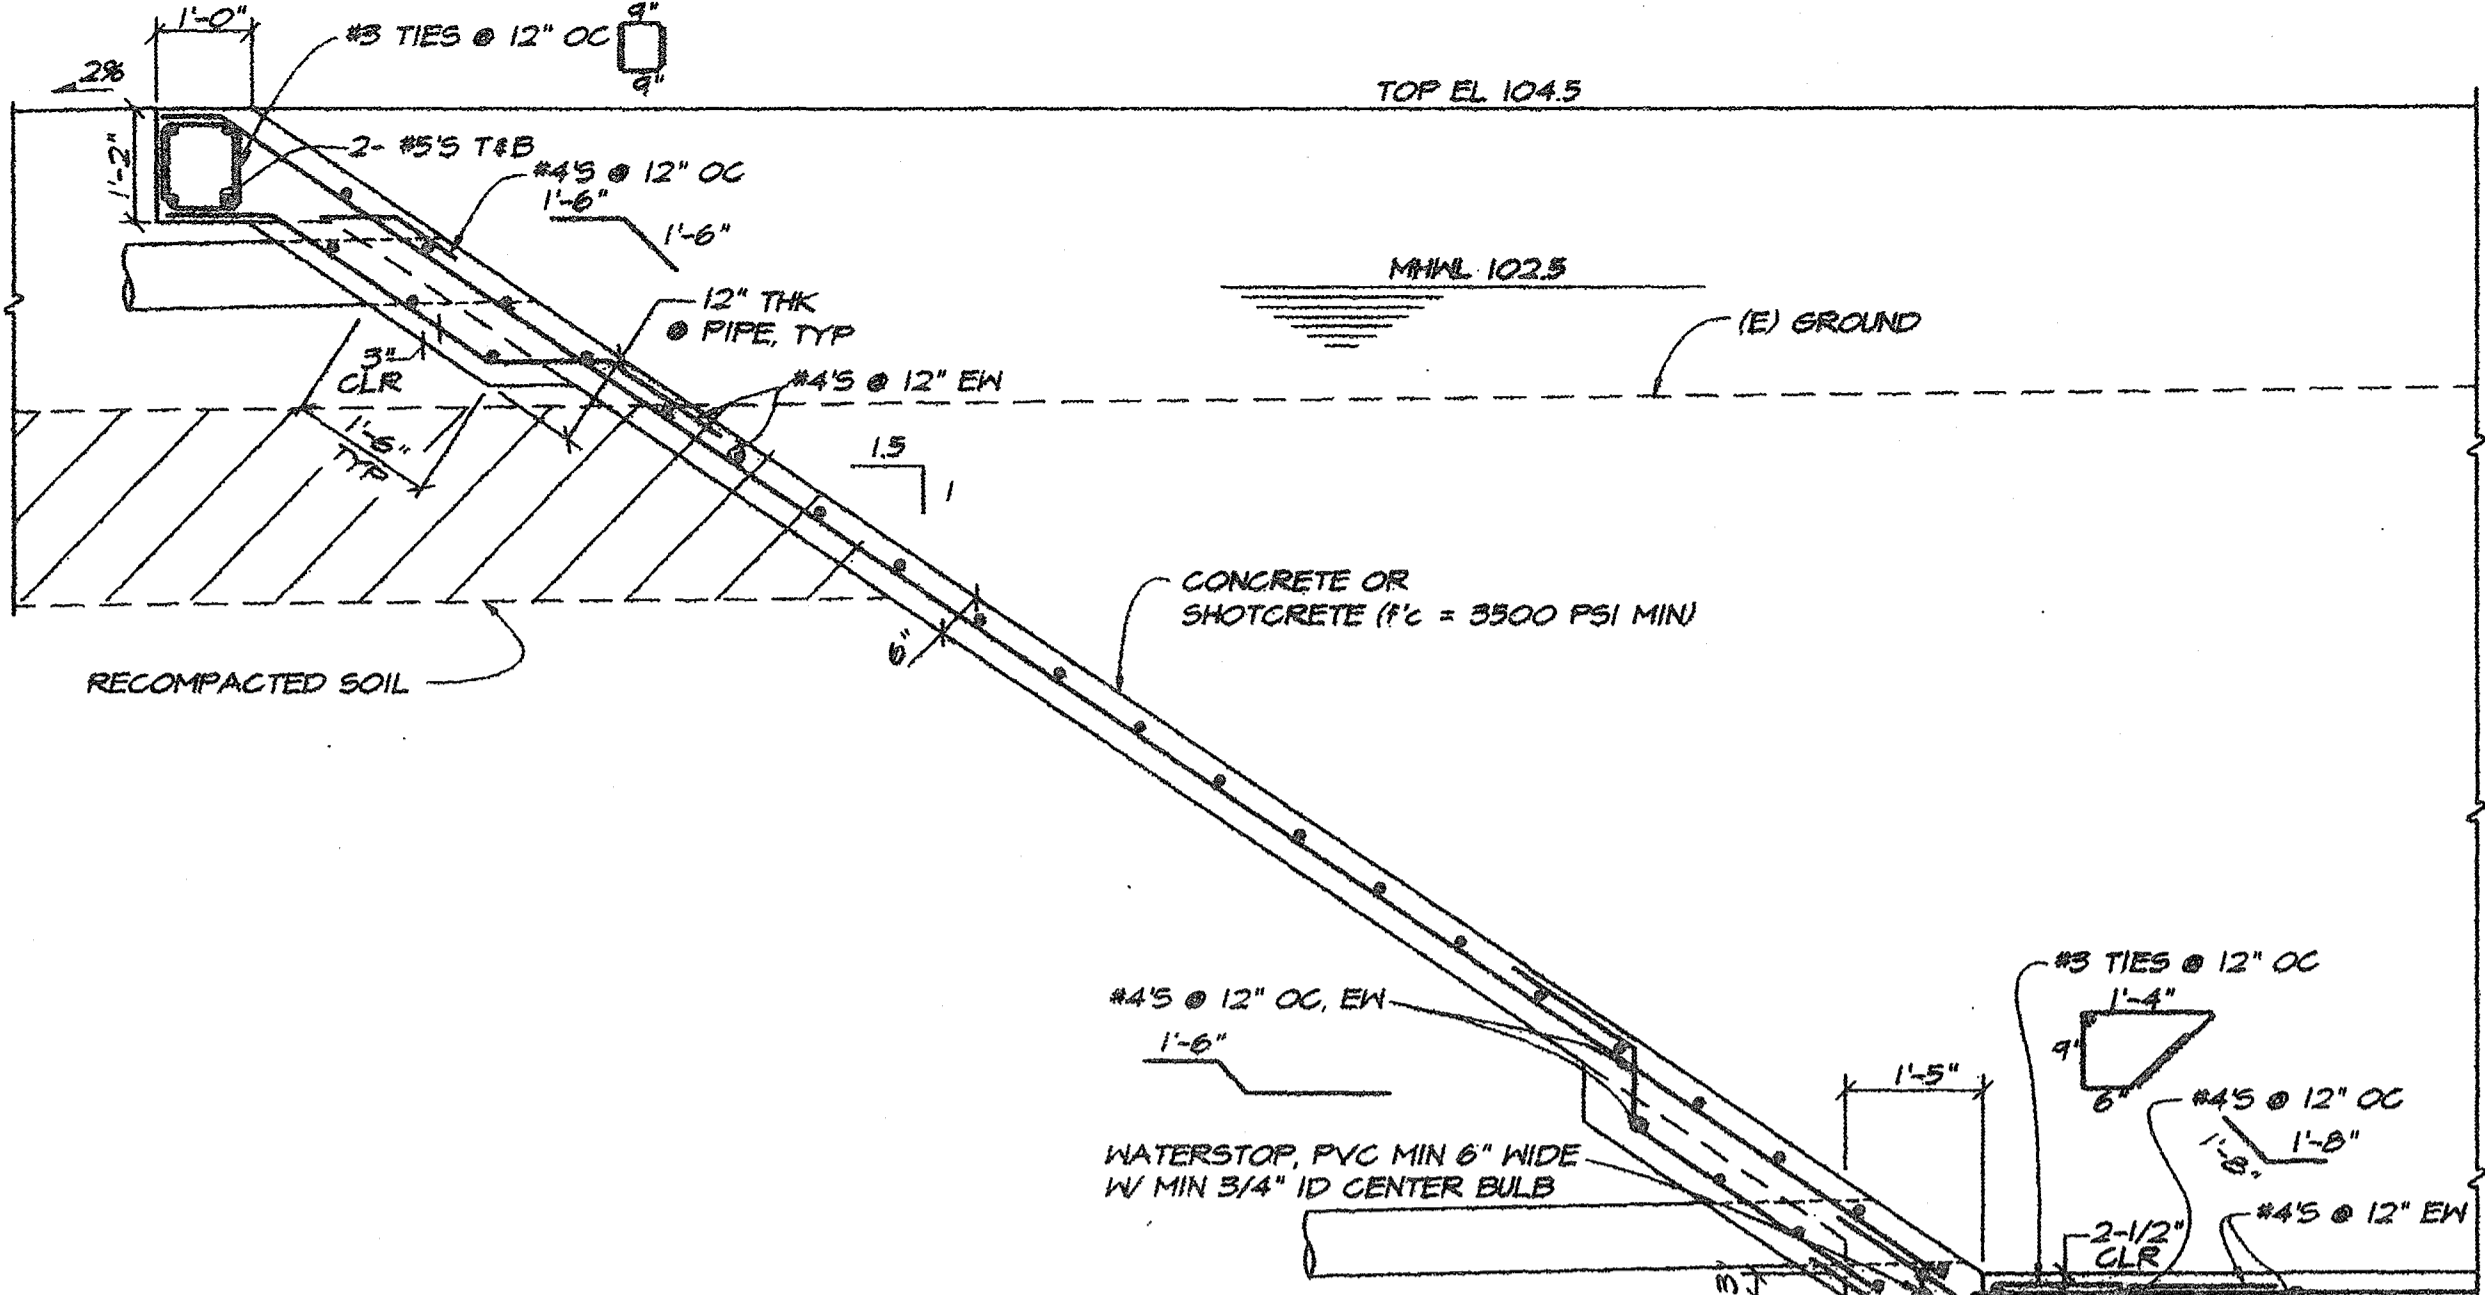 1'-0"
#3 TIES @ 12" OC
9"
9"
2%
TOP EL 104.5
1'-2"
2- #5'S T&B
#4'S @ 12" OC
1'-6"
1'-6"
MHWL 102.5
12" THK
@ PIPE, TYP
(E) GROUND
3"
CLR
#4'S @ 12" EW
1'-6"
TYP
1.5
1
CONCRETE OR
SHOTCRETE (f'c = 3500 PSI MIN)
6"
RECOMPACTED SOIL
#3 TIES @ 12" OC
1'-4"
9"
6"
#4'S @ 12" OC, EW
1'-6"
1'-5"
#4'S @ 12" OC
1'-8"
1'-8"
WATERSTOP, PVC MIN 6" WIDE
W/ MIN 3/4" ID CENTER BULB
#4'S @ 12" EW
2-1/2"
CLR
3"